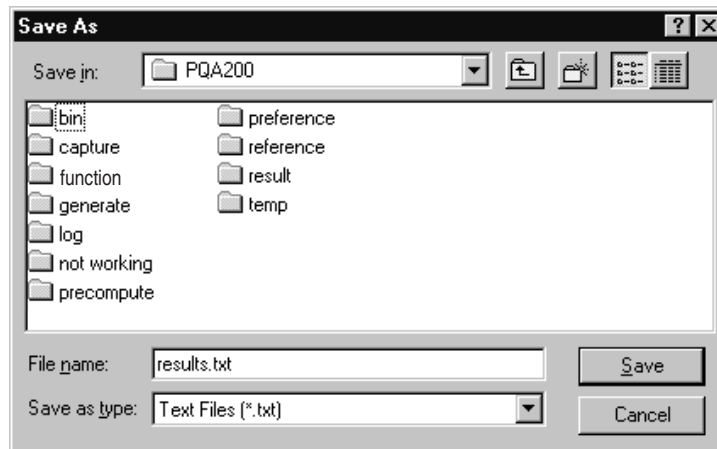 Save As
Save in: PQA200
bin
capture
function
generate
log
not working
precompute
preference
reference
result
temp
File name: results.txt
Save
Save as type: Text Files (*.txt)
Cancel